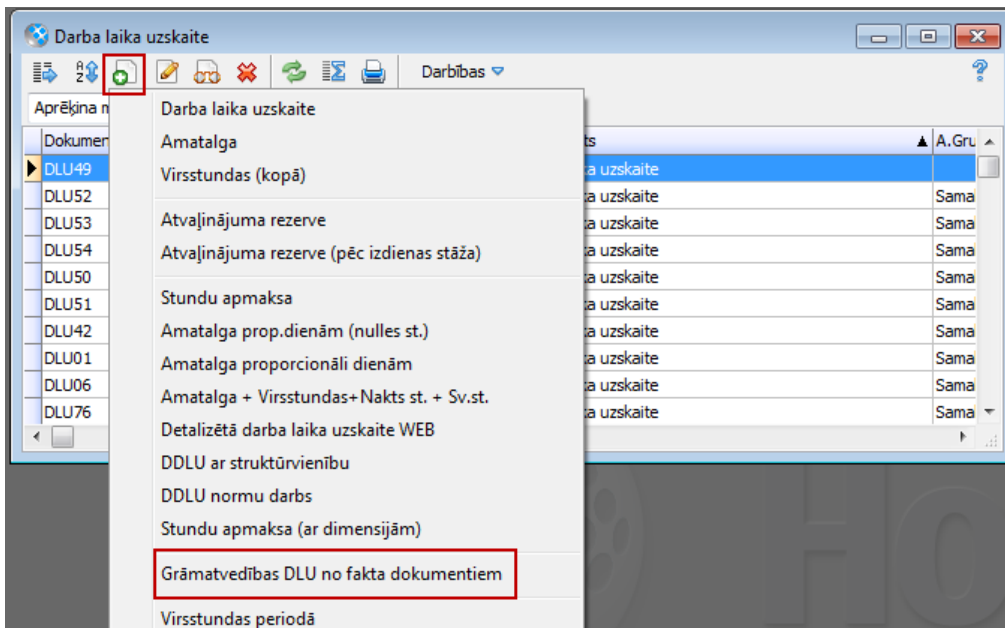 Darba laika uzskaite
Darbības
Aprēķina m
Darba laika uzskaite
Amatalga
Virsstundas (kopā)
Atvaļinājuma rezerve
Atvaļinājuma rezerve (pēc izdienas stāža)
Stundu apmaksa
Amatalga prop.dienām (nulles st.)
Amatalga proporcionāli dienām
Amatalga + Virsstundas+Nakts st. + Sv.st.
Detalizētā darba laika uzskaite WEB
DDLU ar struktūrvienību
DDLU normu darbs
Stundu apmaksa (ar dimensijām)
Grāmatvedības DLU no fakta dokumentiem
Virsstundas periodā
Dokumen ts A.Gru
DLU49 a uzskaite
DLU52 a uzskaite Sama
DLU53 a uzskaite Sama
DLU54 a uzskaite Sama
DLU50 a uzskaite Sama
DLU51 a uzskaite Sama
DLU42 a uzskaite Sama
DLU01 a uzskaite Sama
DLU06 a uzskaite Sama
DLU76 a uzskaite Sama
Ho